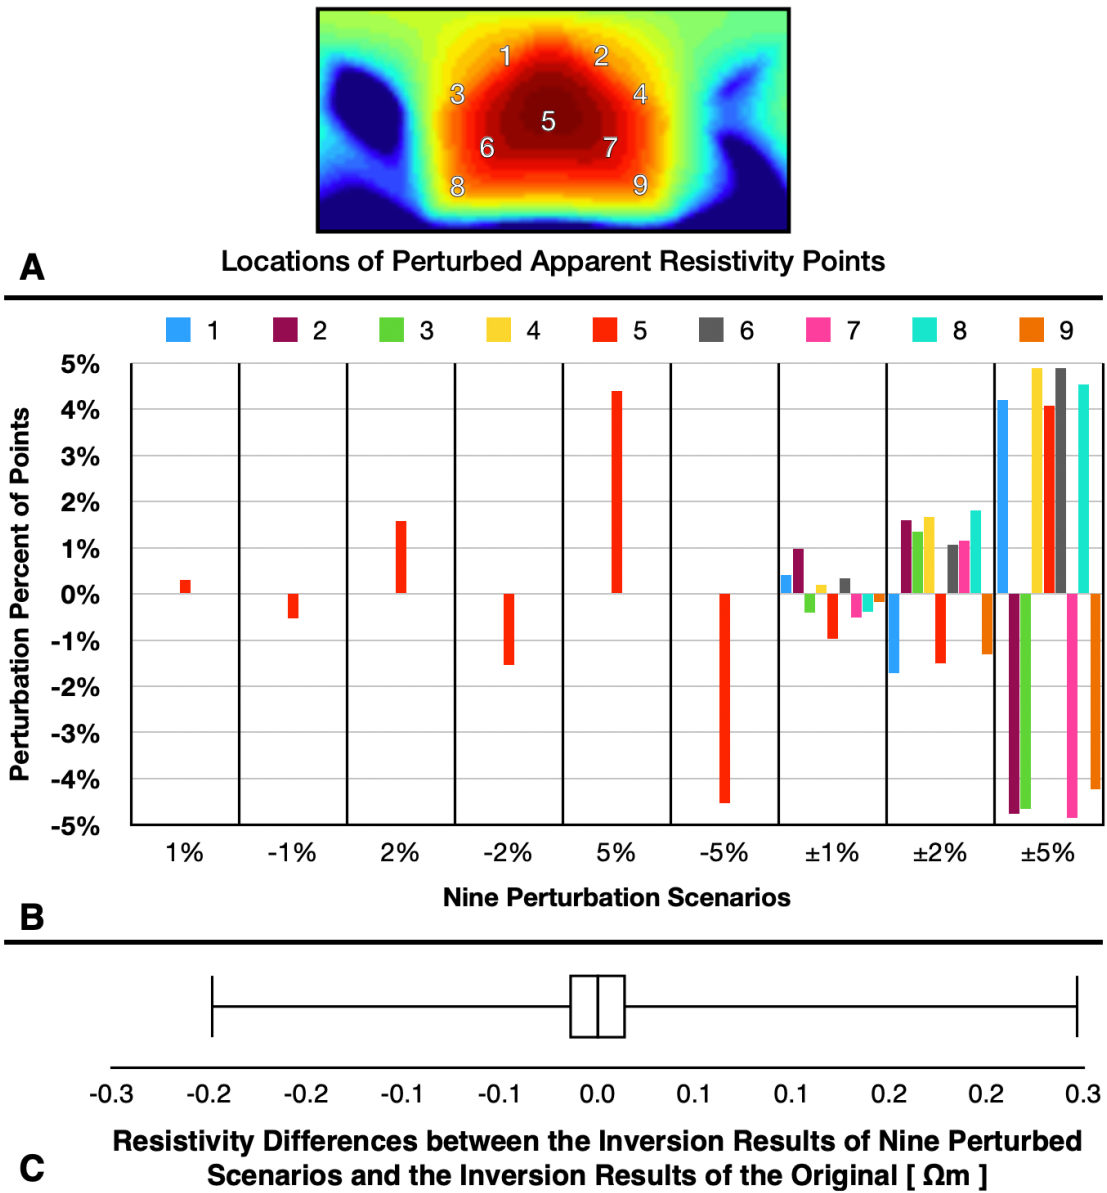 1 2
3 4
5
6 7
8 9
A Locations of Perturbed Apparent Resistivity Points
1 2 3 4 5 6 7 8 9
Perturbation Percent of Points
5%
4%
3%
2%
1%
0%
-1%
-2%
-3%
-4%
-5%
1% -1% 2% -2% 5% -5% ±1% ±2% ±5%
Nine Perturbation Scenarios
B
-0.3 -0.2 -0.2 -0.1 -0.1 0.0 0.1 0.1 0.2 0.2 0.3
Resistivity Differences between the Inversion Results of Nine Perturbed
C Scenarios and the Inversion Results of the Original [ Ωm ]